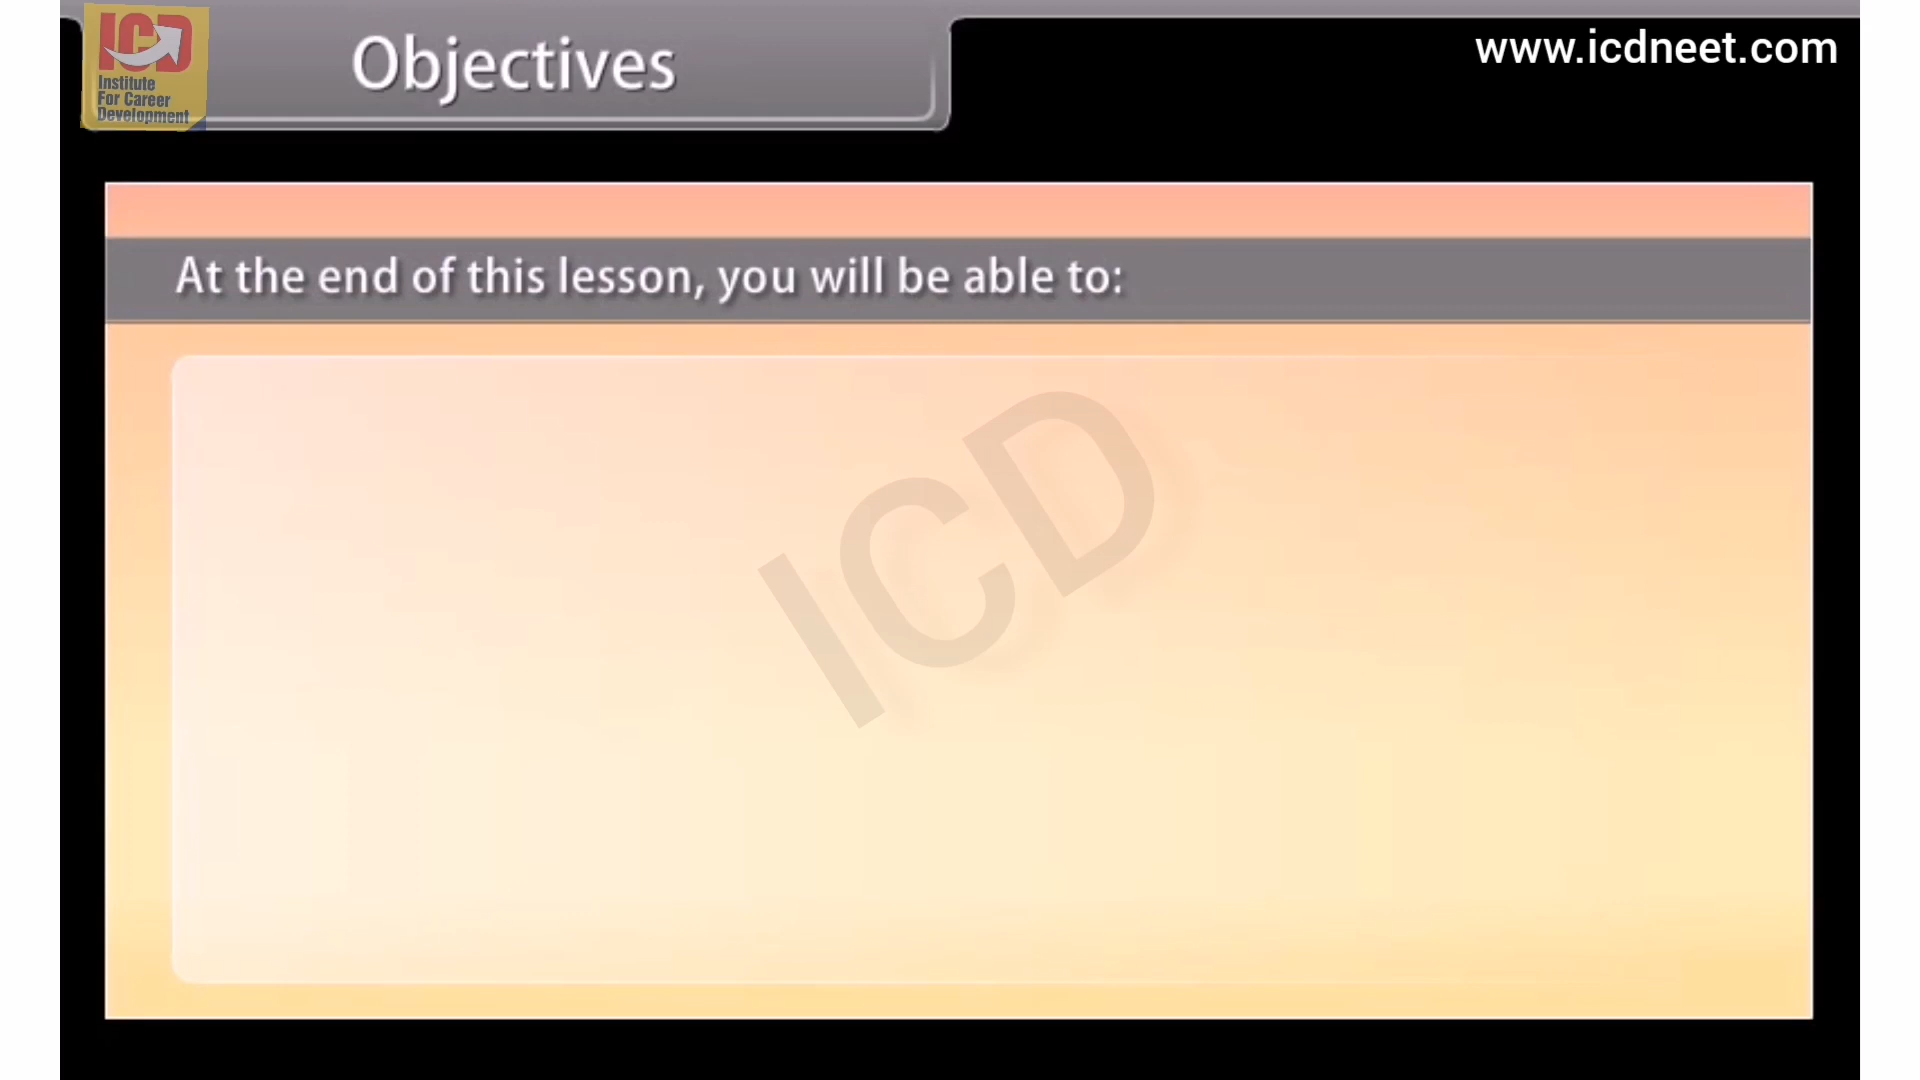 ICD
Institute
For Career
Development
Objectives
www.icdneet.com
At the end of this lesson, you will be able to:
ICD